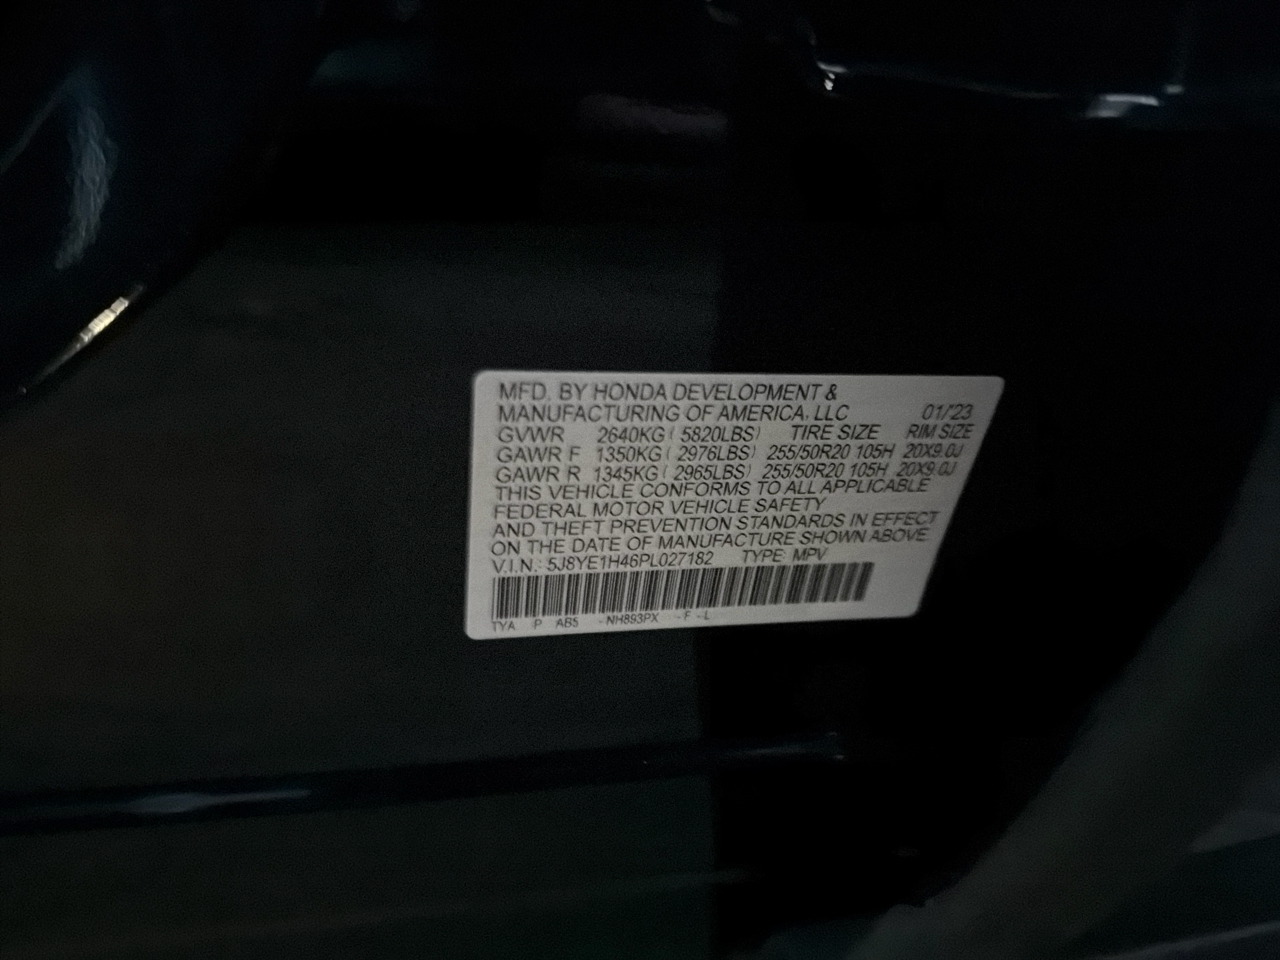 MFD. BY HONDA DEVELOPMENT &
MANUFACTURING OF AMERICA, LLC 01/'23
GVWR 2640KG ( 5820LBS) TIRE SIZE RIM SIZE
GAWR F 1350KG ( 2976LBS) 255/50R20 105H 20X9.0J
GAWR R 1345KG ( 2965LBS) 255/50R20 105H 20X9.0J
THIS VEHICLE CONFORMS TO ALL APPLICABLE
FEDERAL MOTOR VEHICLE SAFETY
AND THEFT PREVENTION STANDARDS IN EFFECT
ON THE DATE OF MANUFACTURE SHOWN ABOVE.
V.I.N.: 5J8YE1H46PL027182 TYPE: MPV
TYA P AB5 -NH893PX -F -L